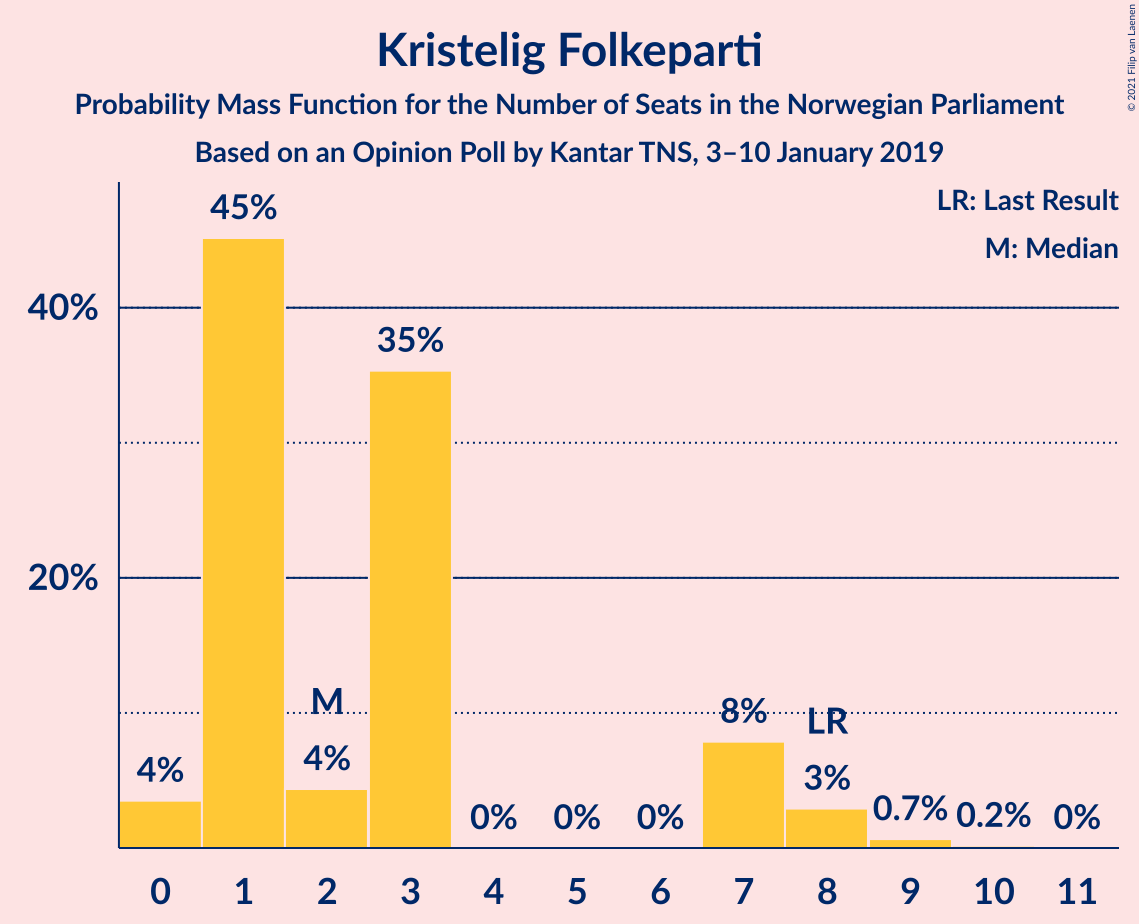 Kristelig Folkeparti
Probability Mass Function for the Number of Seats in the Norwegian Parliament
Based on an Opinion Poll by Kantar TNS, 3–10 January 2019
© 2021 Filip van Laenen
LR: Last Result
M: Median
40%
20%
4%
45%
M
4%
35%
0%
0%
0%
8%
LR
3%
0.7%
0.2%
0%
0 1 2 3 4 5 6 7 8 9 10 11